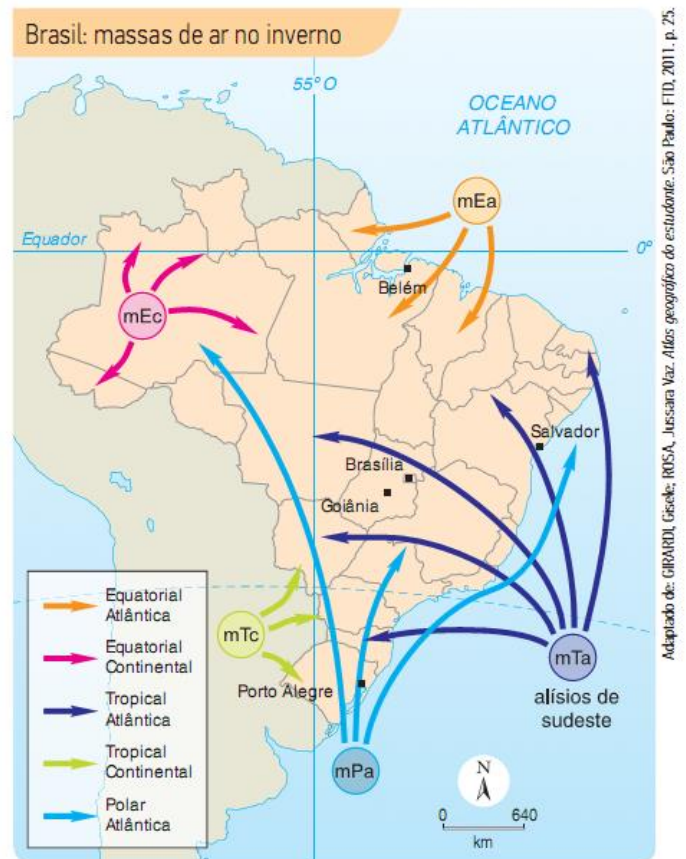 Brasil: massas de ar no inverno
55º O
OCEANO
ATLÂNTICO
mEa
Equador
0º
Belém
mEc
Salvador
Brasília
Goiânia
Equatorial
Atlântica
Equatorial
Continental
Tropical
Atlântica
Tropical
Continental
Polar
Atlântica
mTc
Porto Alegre
mTa
alísios de
sudeste
mPa
N
0 640
km
Adaptado de: GIRARDI, Gisele; ROSA, Jussara Vaz. Atlas geográfico do estudante. São Paulo: FTD, 2011. p. 25.